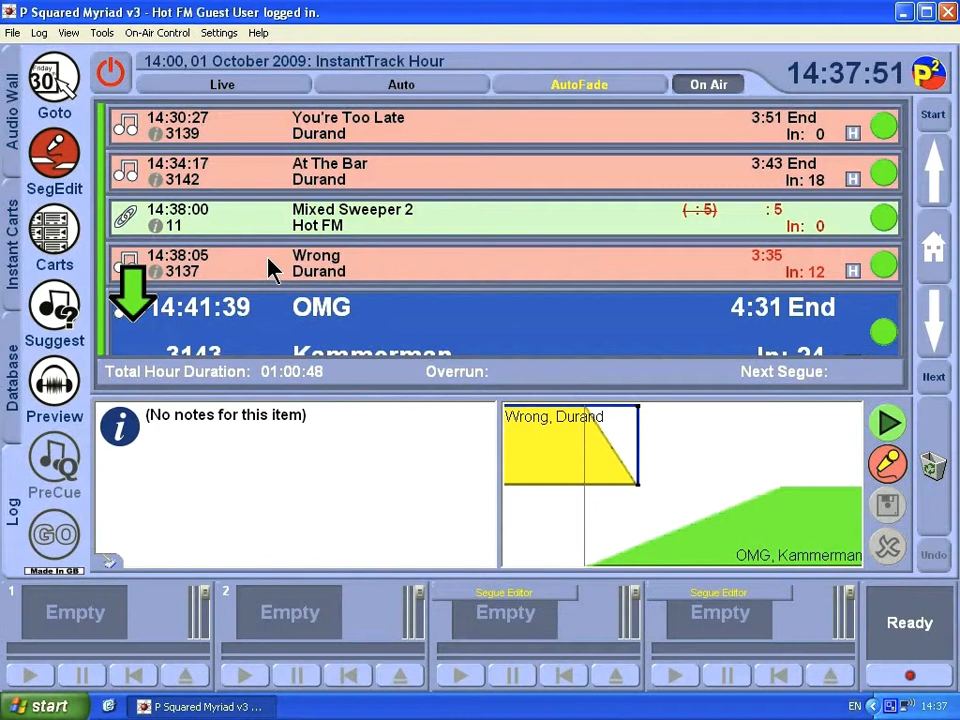 P Squared Myriad v3 - Hot FM Guest User logged in.
File Log View Tools On-Air Control Settings Help
14:00, 01 October 2009: InstantTrack Hour
14:37:51
P2
Live Auto AutoFade On Air
Friday
30
Goto
SegEdit
Carts
Suggest
Preview
PreCue
GO
Made In GB
Audio Wall
Instant Carts
Database
Log
14:30:27 You're Too Late 3:51 End
3139 Durand In: 0 H
14:34:17 At The Bar 3:43 End
3142 Durand In: 18 H
14:38:00 Mixed Sweeper 2 ( :5) :5
11 Hot FM In: 0
14:38:05 Wrong 3:35
3137 Durand In: 12 H
14:41:39 OMG 4:31 End
3143 Kammerman In: 24
Total Hour Duration: 01:00:48 Overrun: Next Segue:
Start
Next
Undo
(No notes for this item)
Wrong, Durand
OMG, Kammerman
1 Empty
2 Empty
Segue Editor
Empty
Segue Editor
Empty
Ready
start
P Squared Myriad v3 ...
EN
14:37